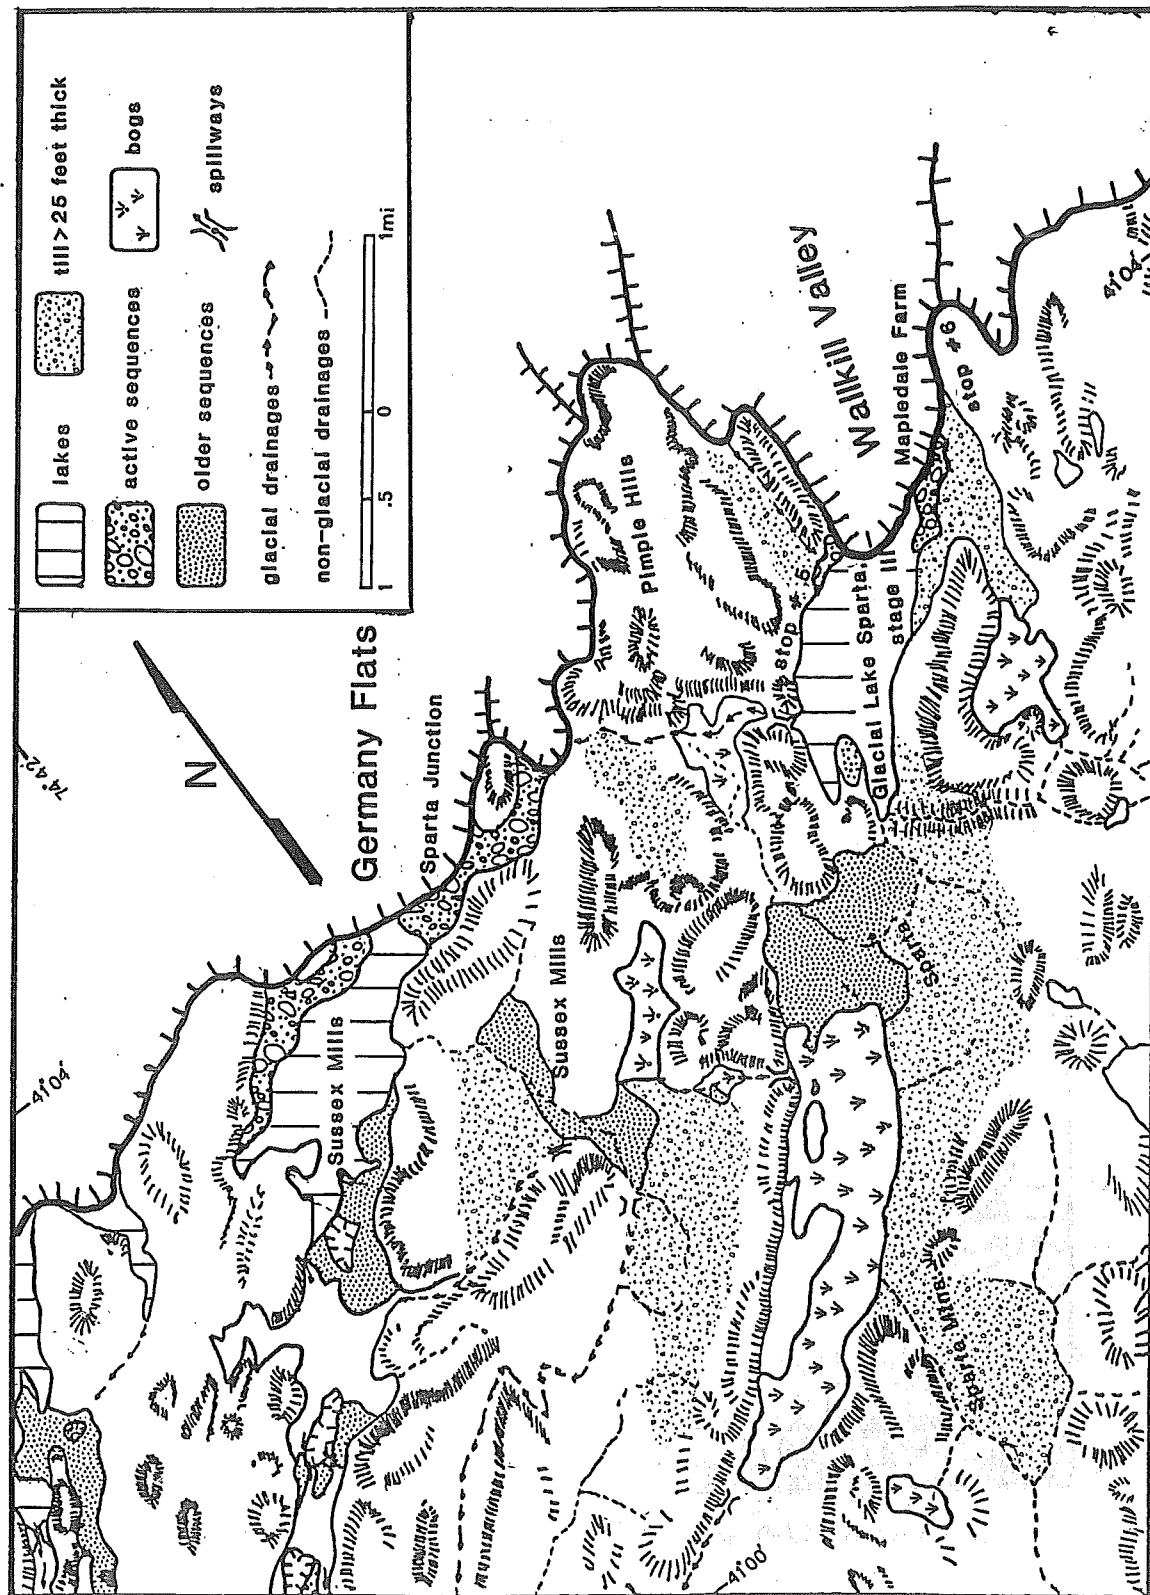 lakes
till>25 feet thick
active sequences
bogs
older sequences
spillways
glacial drainages
non-glacial drainages
1
.5
0
1mi
N
74°42'
41°04'
Germany Flats
Sparta Junction
Sussex Mills
Sussex Mills
Pimple Hills
Walkill Valley
Mapledale Farm
stop #6
stop # 5
Glacial Lake Sparta,
stage III
Sparta
Sparta Mtns
41°00'